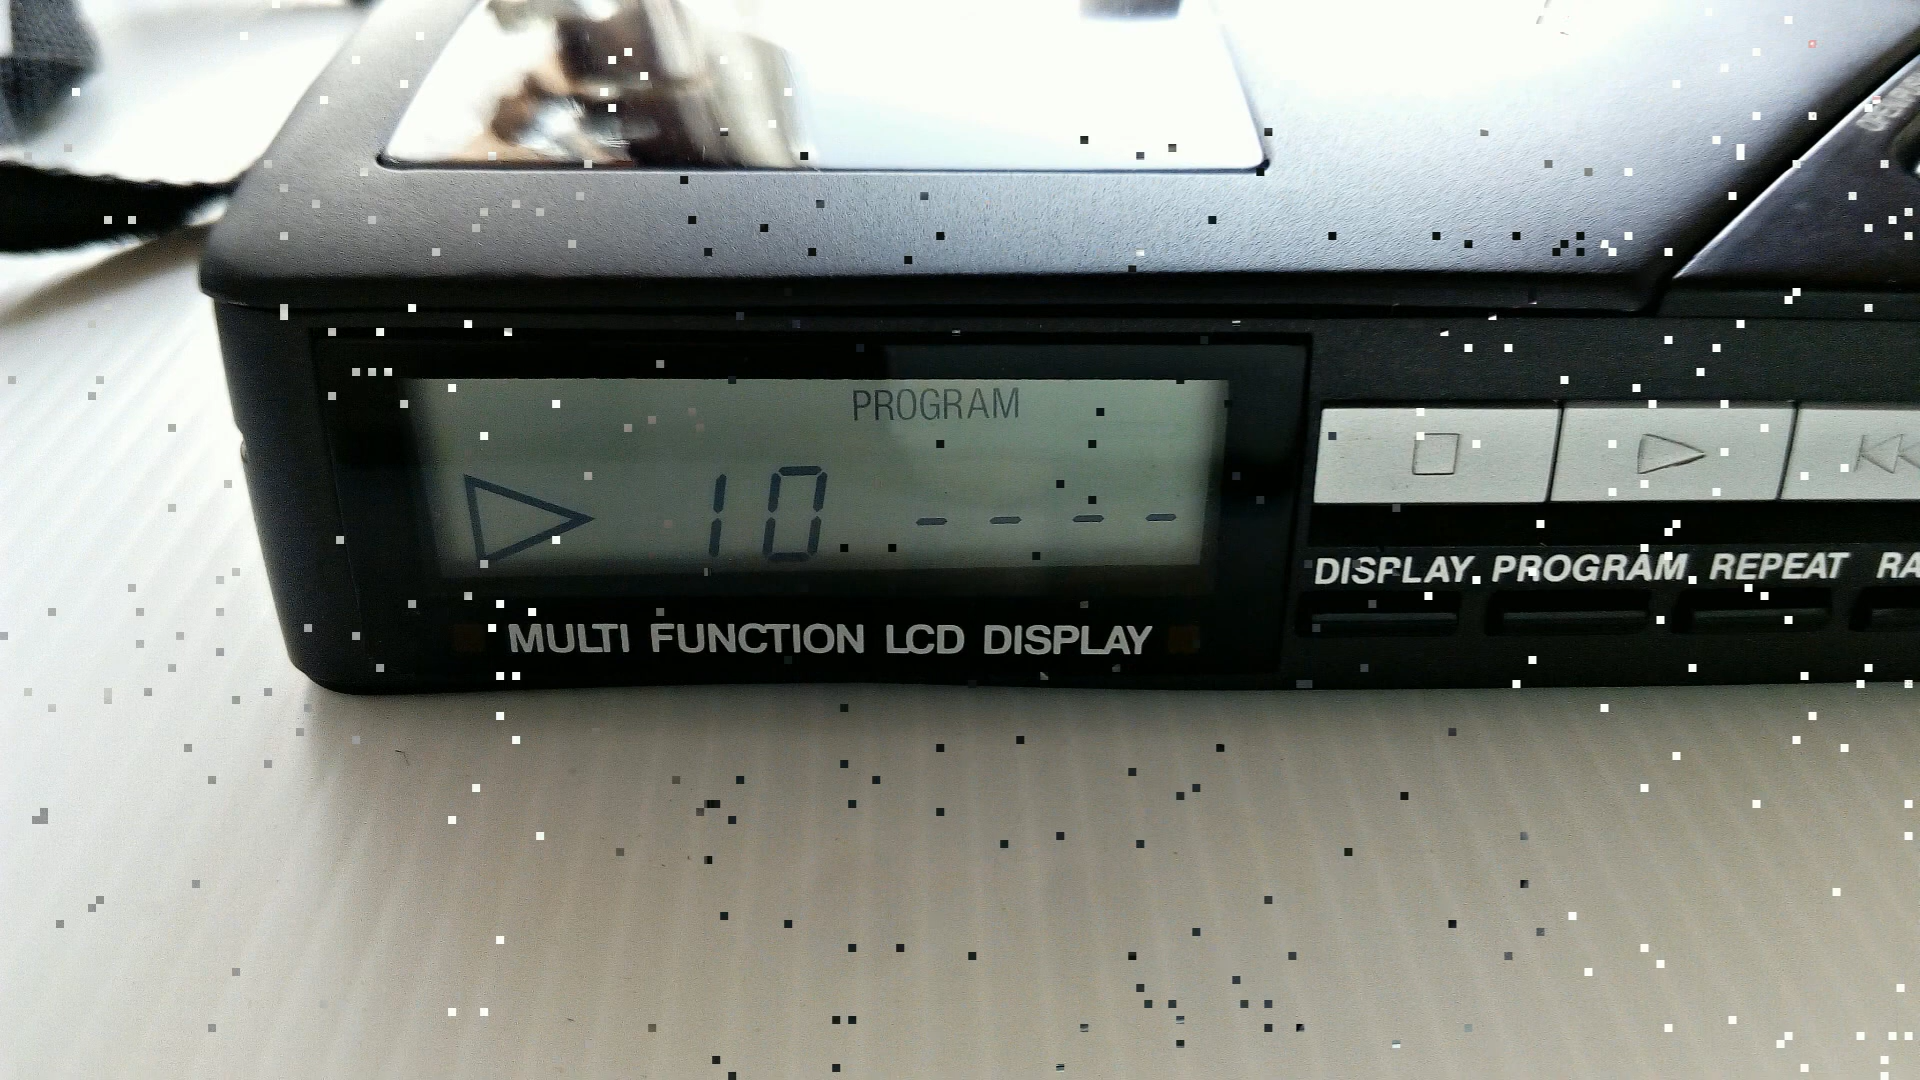 PROGRAM
10 ----
MULTI FUNCTION LCD DISPLAY
DISPLAY PROGRAM REPEAT